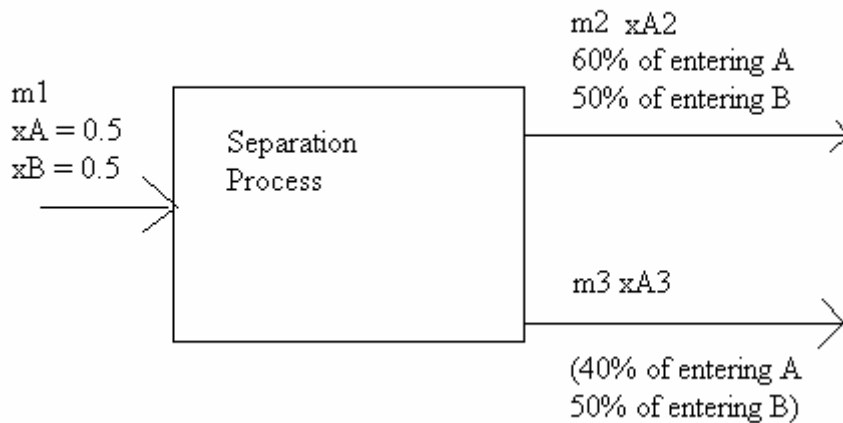 m1
xA = 0.5
xB = 0.5
Separation
Process
m2 xA2
60% of entering A
50% of entering B
m3 xA3
(40% of entering A
50% of entering B)